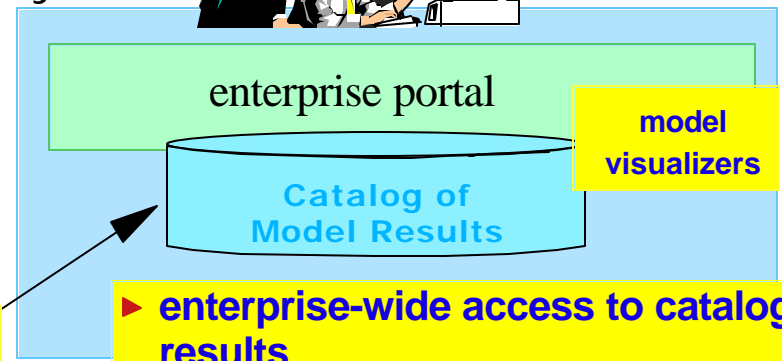 enterprise portal
model
visualizers
Catalog of
Model Results
enterprise-wide access to catalog
results